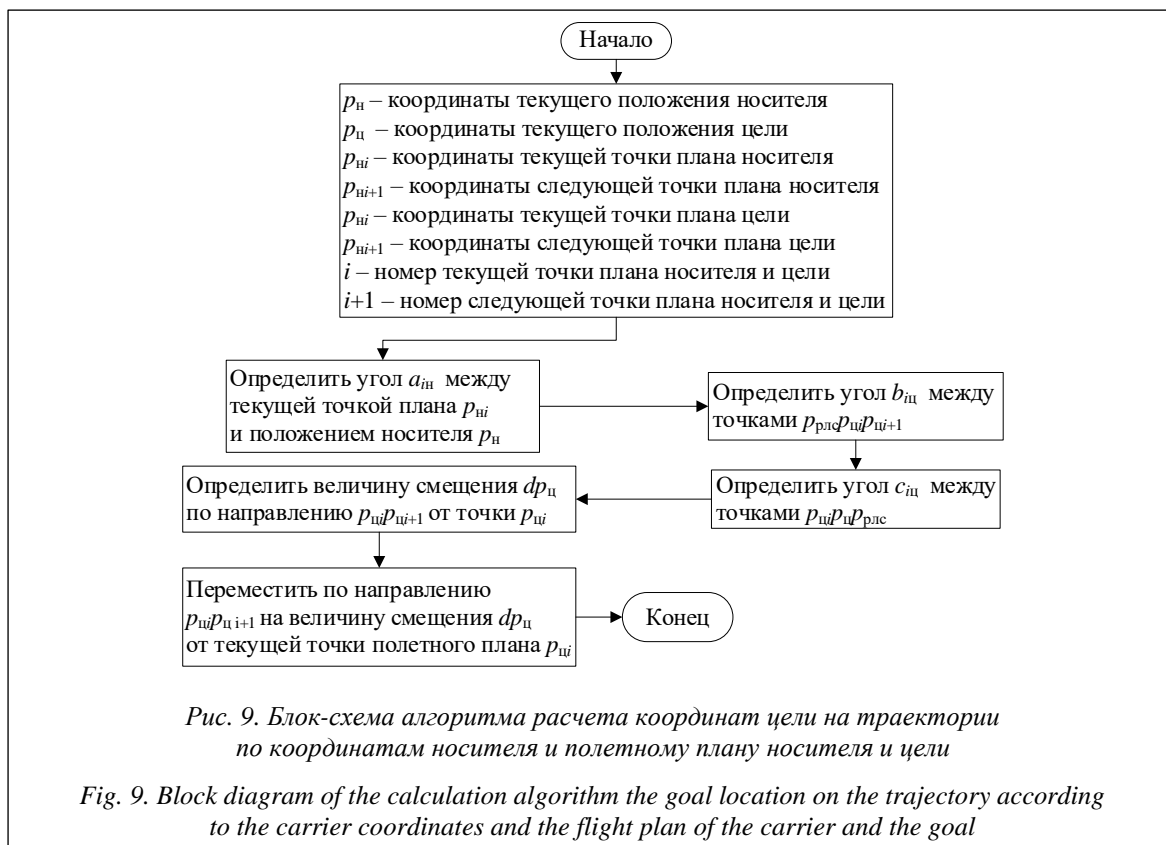 Начало
pн – координаты текущего положения носителя
pц – координаты текущего положения цели
pнi – координаты текущей точки плана носителя
pнi+1 – координаты следующей точки плана носителя
pнi – координаты текущей точки плана цели
pнi+1 – координаты следующей точки плана цели
i – номер текущей точки плана носителя и цели
i+1 – номер следующей точки плана носителя и цели
Определить угол aiн между
текущей точкой плана pнi
и положением носителя pн
Определить угол biц между
точками pрлсpцipцi+1
Определить угол ciц между
точками pцipцpрлс
Определить величину смещения dpц
по направлению pцipцi+1 от точки pцi
Переместить по направлению
pцipц i+1 на величину смещения dpц
от текущей точки полетного плана pцi
Конец
Рис. 9. Блок-схема алгоритма расчета координат цели на траектории
по координатам носителя и полетному плану носителя и цели
Fig. 9. Block diagram of the calculation algorithm the goal location on the trajectory according
to the carrier coordinates and the flight plan of the carrier and the goal